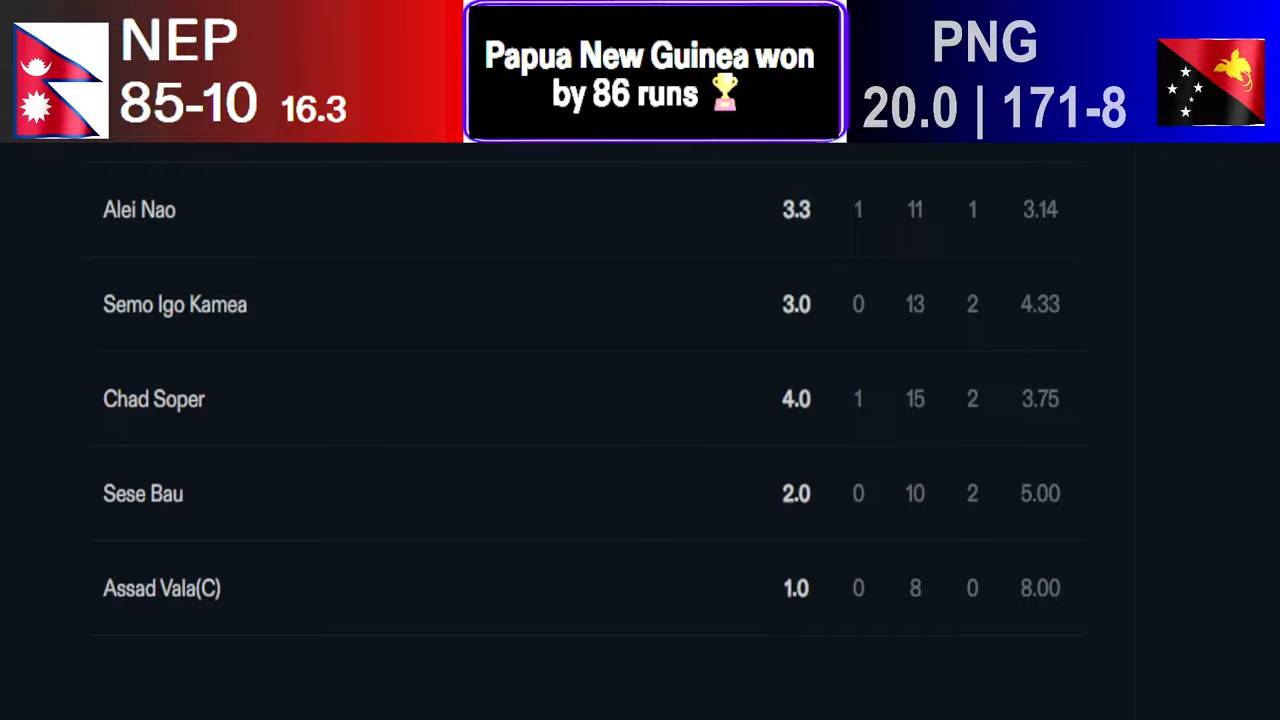 NEP
85-10 16.3
Papua New Guinea won
by 86 runs 🏆
PNG
20.0 | 171-8
Alei Nao 3.3 1 11 1 3.14
Semo Igo Kamea 3.0 0 13 2 4.33
Chad Soper 4.0 1 15 2 3.75
Sese Bau 2.0 0 10 2 5.00
Assad Vala(C) 1.0 0 8 0 8.00